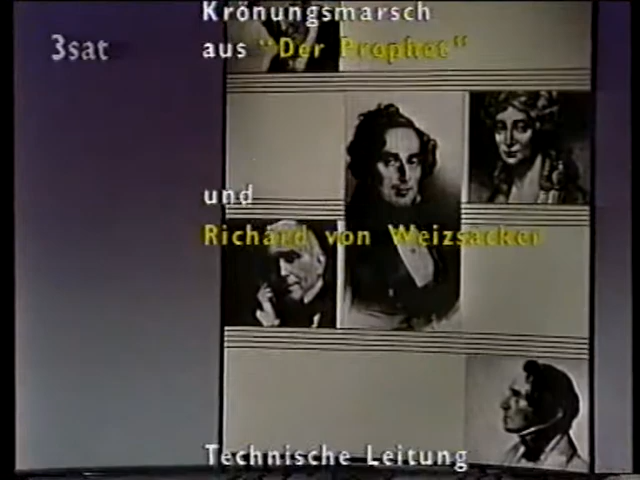 Krönungsmarsch
3sat
aus "Der Prophet"
und
Richard von Weizsäcker
Technische Leitung